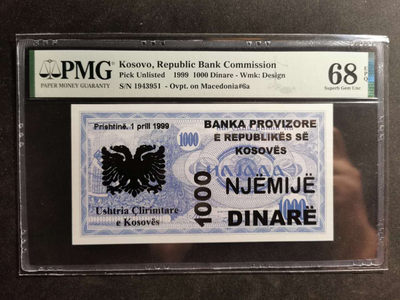 PMG
PAPER MONEY GUARANTY
Kosovo, Republic Bank Commission
Pick Unlisted 1999 1000 Dinare - Wmk: Design
S/N 1943951 - Ovpt. on Macedonia#6a
68 EPQ
Superb Gem Unc
Prishtinë, 1 prill 1999
BANKA PROVIZORE
E REPUBLIKËS SË
KOSOVËS
1000
1000
NJËMIJË
DINARË
Ushtria Çlirimtare
e Kosovës
1000